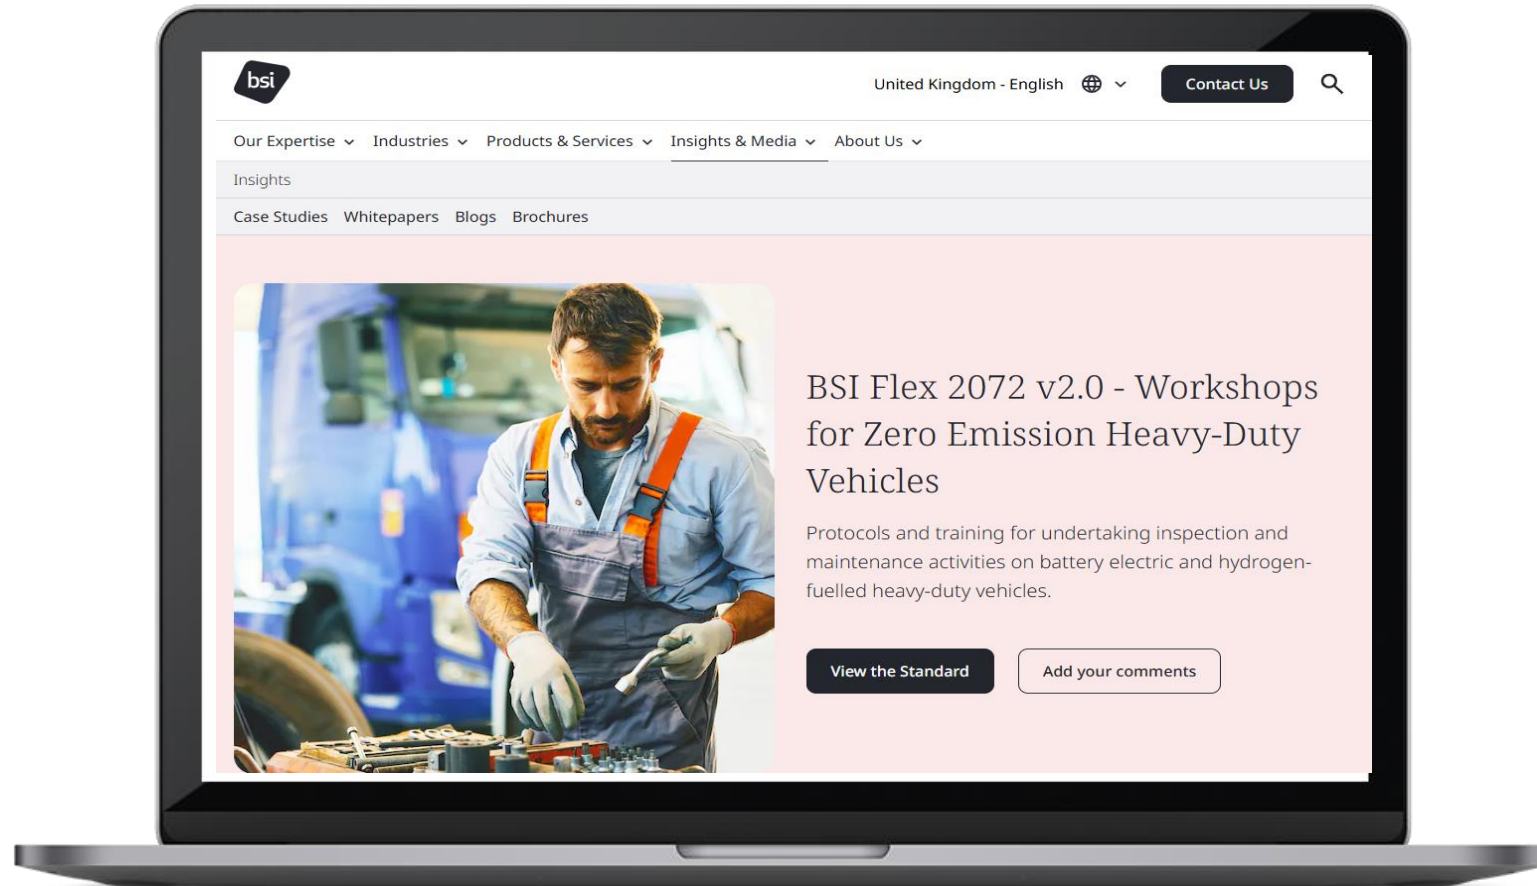 bsi
United Kingdom - English
Contact Us
Our Expertise
Industries
Products & Services
Insights & Media
About Us
Insights
Case Studies
Whitepapers
Blogs
Brochures
BSI Flex 2072 v2.0 - Workshops
for Zero Emission Heavy-Duty
Vehicles
Protocols and training for undertaking inspection and
maintenance activities on battery electric and hydrogen-
fuelled heavy-duty vehicles.
View the Standard
Add your comments